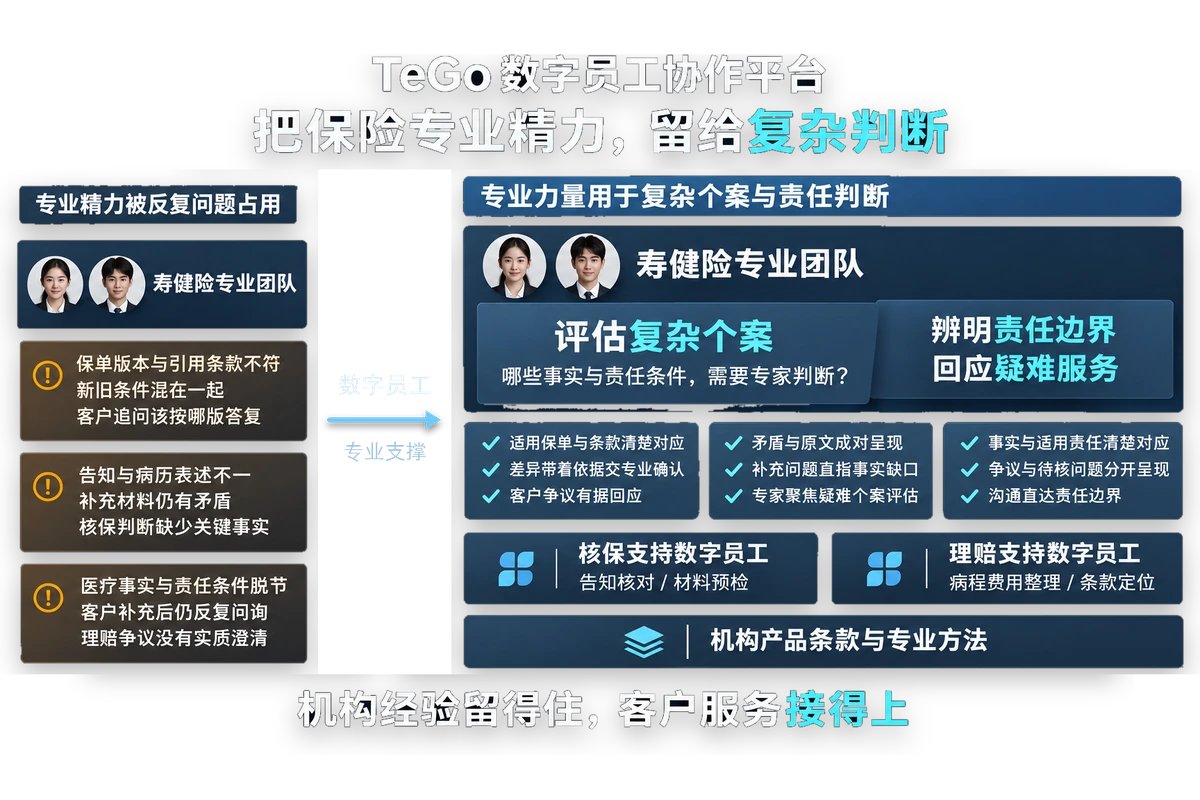 TeGo 数字员工协作平台
把保险专业精力，留给复杂判断
专业精力被反复问题占用
寿健险专业团队
保单版本与引用条款不符
新旧条件混在一起
客户追问该按哪版答复
告知与病历表述不一
补充材料仍有矛盾
核保判断缺少关键事实
医疗事实与责任条件脱节
客户补充后仍反复问询
理赔争议没有实质澄清
数字员工
专业支撑
专业力量用于复杂个案与责任判断
寿健险专业团队
评估复杂个案
哪些事实与责任条件，需要专家判断？
辨明责任边界
回应疑难服务
适用保单与条款清楚对应
差异带着依据交专业确认
客户争议有据回应
矛盾与原文成对呈现
补充问题直指事实缺口
专家聚焦疑难个案评估
事实与适用责任清楚对应
争议与待核问题分开呈现
沟通直达责任边界
核保支持数字员工
告知核对 / 材料预检
理赔支持数字员工
病程费用整理 / 条款定位
机构产品条款与专业方法
机构经验留得住，客户服务接得上